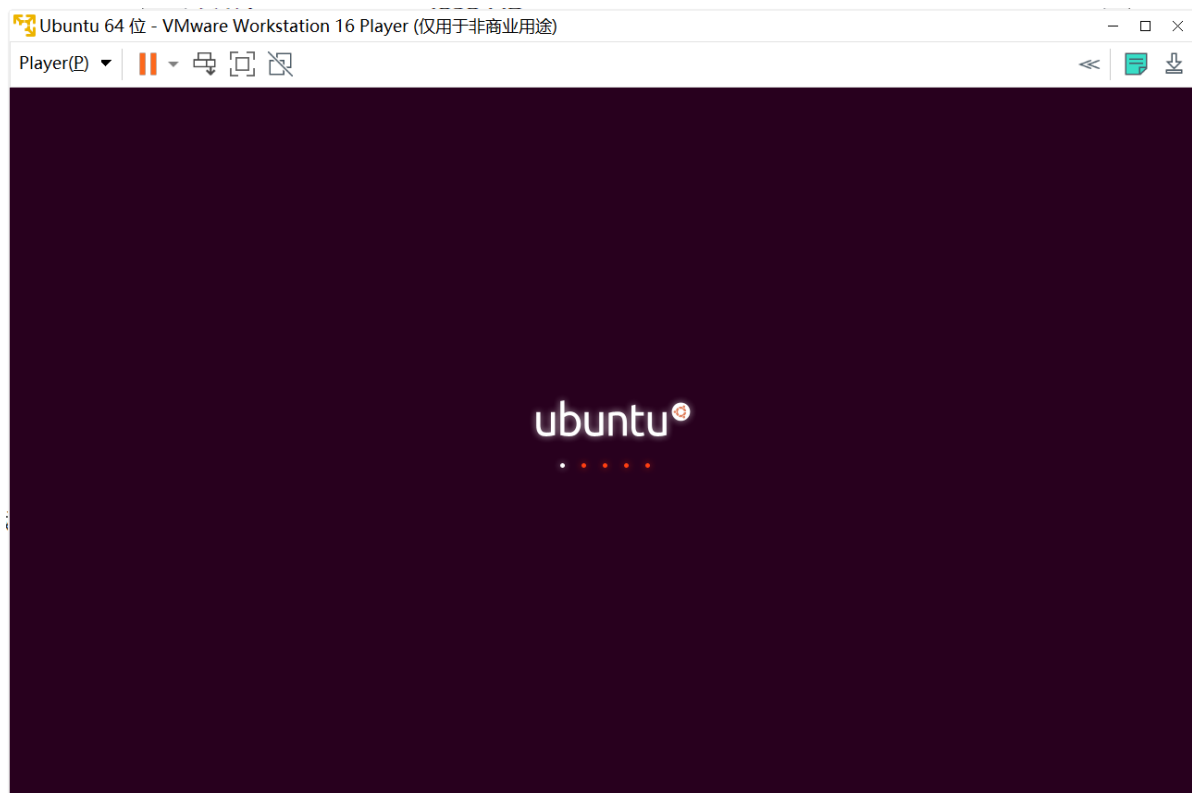 Ubuntu 64 位 - VMware Workstation 16 Player (仅用于非商业用途)
Player(P)
ubuntu